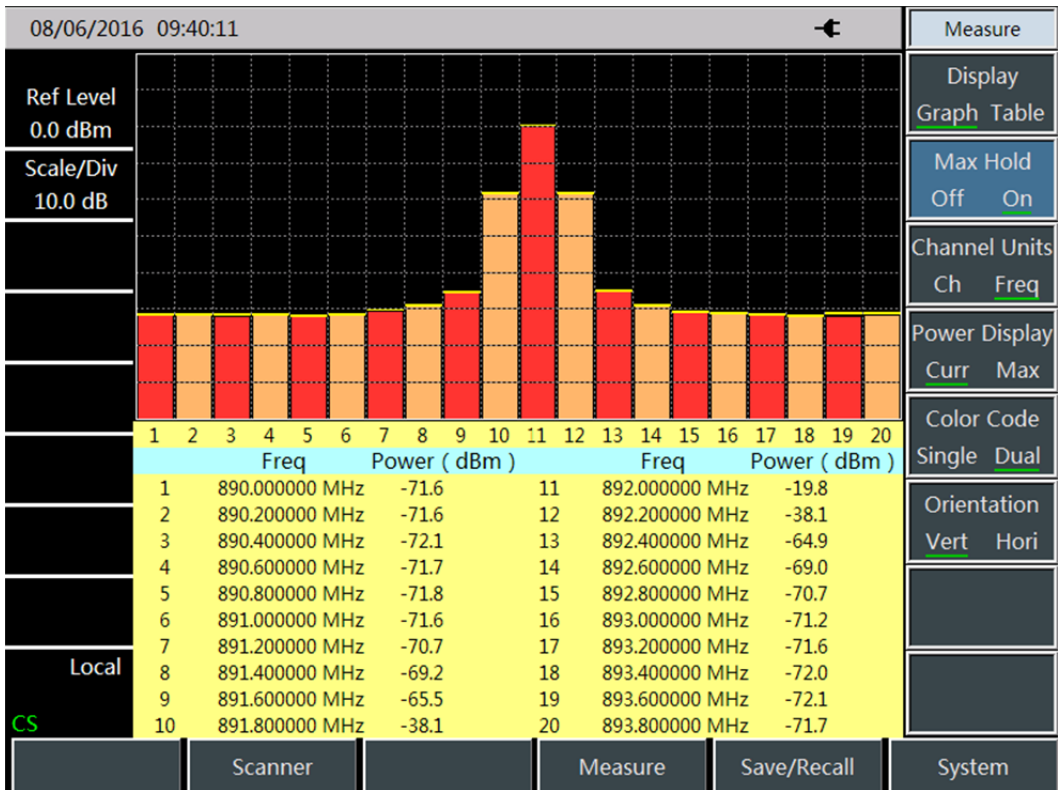 08/06/2016 09:40:11
Measure
Ref Level
0.0 dBm
Scale/Div
10.0 dB
Local
CS
Display
Graph Table
Max Hold
Off On
Channel Units
Ch Freq
Power Display
Curr Max
Color Code
Single Dual
Orientation
Vert Hori
1 2 3 4 5 6 7 8 9 10 11 12 13 14 15 16 17 18 19 20
Freq Power ( dBm ) Freq Power ( dBm )
1 890.000000 MHz -71.6 11 892.000000 MHz -19.8
2 890.200000 MHz -71.6 12 892.200000 MHz -38.1
3 890.400000 MHz -72.1 13 892.400000 MHz -64.9
4 890.600000 MHz -71.7 14 892.600000 MHz -69.0
5 890.800000 MHz -71.8 15 892.800000 MHz -70.7
6 891.000000 MHz -71.6 16 893.000000 MHz -71.2
7 891.200000 MHz -70.7 17 893.200000 MHz -71.6
8 891.400000 MHz -69.2 18 893.400000 MHz -72.0
9 891.600000 MHz -65.5 19 893.600000 MHz -72.1
10 891.800000 MHz -38.1 20 893.800000 MHz -71.7
Scanner Measure Save/Recall System